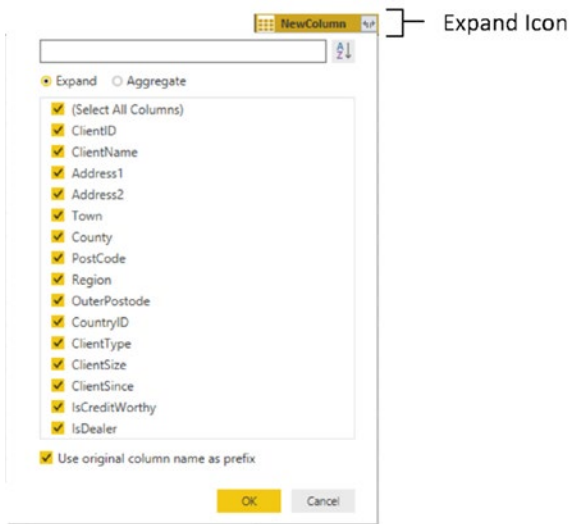 NewColumn
Expand Icon
A
Z
Expand Aggregate
(Select All Columns)
ClientID
ClientName
Address1
Address2
Town
County
PostCode
Region
OuterPostode
CountryID
ClientType
ClientSize
ClientSince
IsCreditWorthy
IsDealer
Use original column name as prefix
OK Cancel